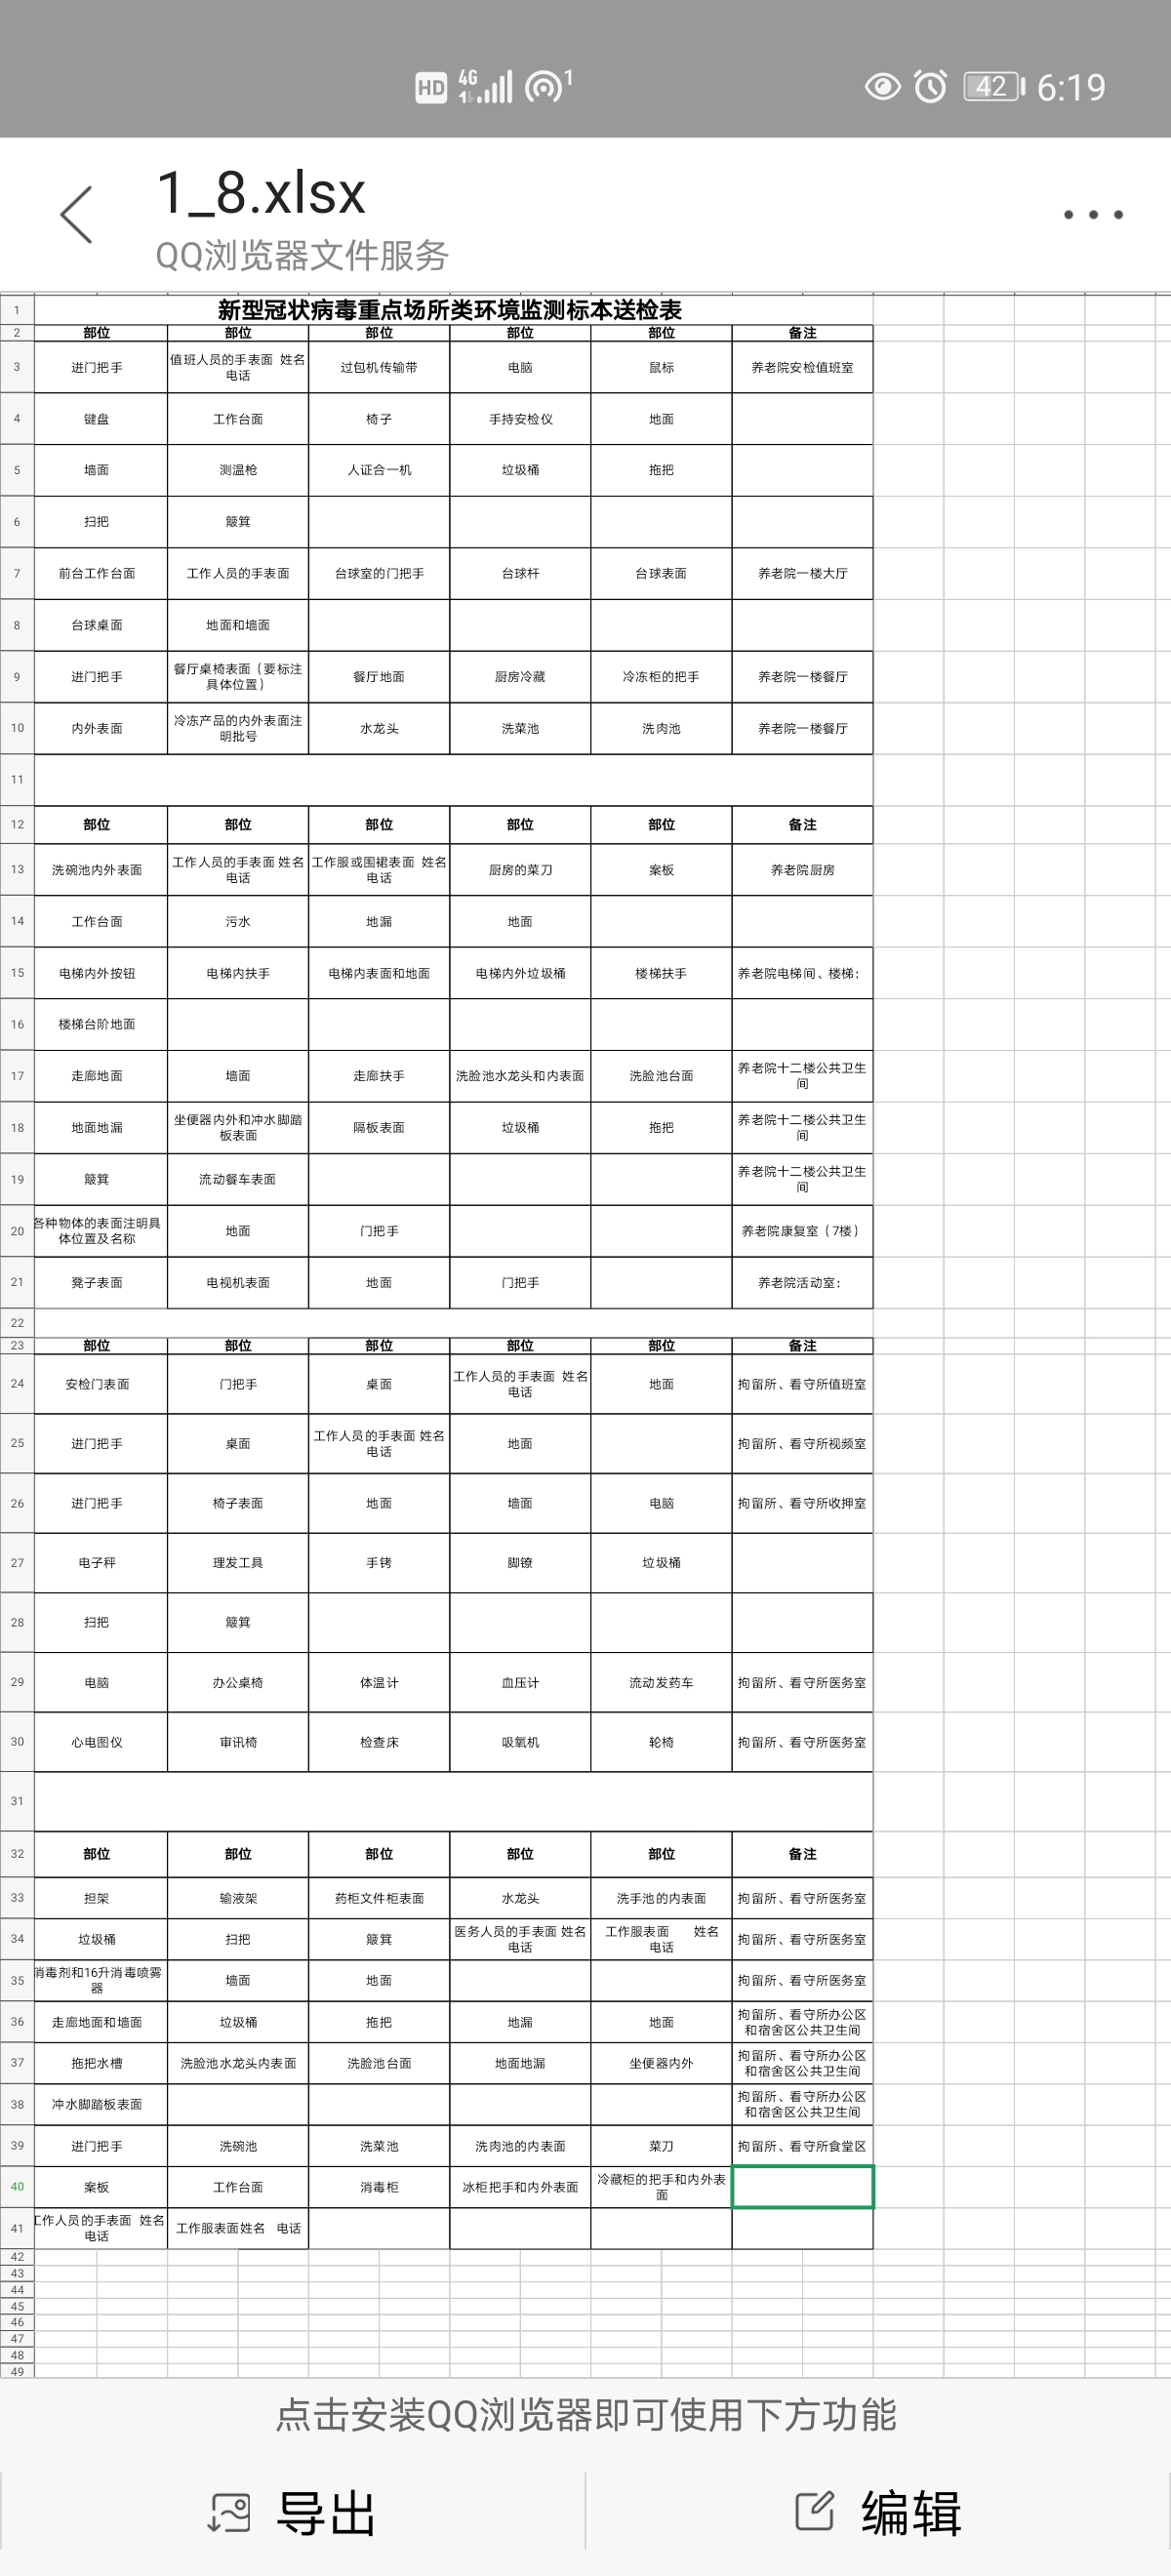 HD 4G 1 1 42 6:19
1_8.xlsx
QQ浏览器文件服务
1 新型冠状病毒重点场所类环境监测标本送检表
2 部位 部位 部位 部位 部位 备注
3 进门把手 值班人员的手表面 姓名 电话 过包机传输带 电脑 鼠标 养老院安检值班室
4 键盘 工作台面 椅子 手持安检仪 地面
5 墙面 测温枪 人证合一机 垃圾桶 拖把
6 扫把 簸箕
7 前台工作台面 工作人员的手表面 台球室的门把手 台球杆 台球表面 养老院一楼大厅
8 台球桌面 地面和墙面
9 进门把手 餐厅桌椅表面（要标注具体位置） 餐厅地面 厨房冷藏 冷冻柜的把手 养老院一楼餐厅
10 内外表面 冷冻产品的内外表面注明批号 水龙头 洗菜池 洗肉池 养老院一楼餐厅
11
12 部位 部位 部位 部位 部位 备注
13 洗碗池内外表面 工作人员的手表面 姓名 电话 工作服或围裙表面 姓名 电话 厨房的菜刀 案板 养老院厨房
14 工作台面 污水 地漏 地面
15 电梯内外按钮 电梯内扶手 电梯内表面和地面 电梯内外垃圾桶 楼梯扶手 养老院电梯间、楼梯：
16 楼梯台阶地面
17 走廊地面 墙面 走廊扶手 洗脸池水龙头和内表面 洗脸池台面 养老院十二楼公共卫生间
18 地面地漏 坐便器内外和冲水脚踏板表面 隔板表面 垃圾桶 拖把 养老院十二楼公共卫生间
19 簸箕 流动餐车表面 养老院十二楼公共卫生间
20 各种物体的表面注明具体位置及名称 地面 门把手 养老院康复室（7楼）
21 凳子表面 电视机表面 地面 门把手 养老院活动室：
22
23 部位 部位 部位 部位 部位 备注
24 安检门表面 门把手 桌面 工作人员的手表面 姓名 电话 地面 拘留所、看守所值班室
25 进门把手 桌面 工作人员的手表面 姓名 电话 地面 拘留所、看守所视频室
26 进门把手 椅子表面 地面 墙面 电脑 拘留所、看守所收押室
27 电子秤 理发工具 手铐 脚镣 垃圾桶
28 扫把 簸箕
29 电脑 办公桌椅 体温计 血压计 流动发药车 拘留所、看守所医务室
30 心电图仪 审讯椅 检查床 吸氧机 轮椅 拘留所、看守所医务室
31
32 部位 部位 部位 部位 部位 备注
33 担架 输液架 药柜文件柜表面 水龙头 洗手池的内表面 拘留所、看守所医务室
34 垃圾桶 扫把 簸箕 医务人员的手表面 姓名 电话 工作服表面 姓名 电话 拘留所、看守所医务室
35 消毒剂和16升消毒喷雾器 墙面 地面 拘留所、看守所医务室
36 走廊地面和墙面 垃圾桶 拖把 地漏 地面 拘留所、看守所办公区和宿舍区公共卫生间
37 拖把水槽 洗脸池水龙头内表面 洗脸池台面 地面地漏 坐便器内外 拘留所、看守所办公区和宿舍区公共卫生间
38 冲水脚踏板表面 拘留所、看守所办公区和宿舍区公共卫生间
39 进门把手 洗碗池 洗菜池 洗肉池的内表面 菜刀 拘留所、看守所食堂区
40 案板 工作台面 消毒柜 冰柜把手和内外表面 冷藏柜的把手和内外表面
41 工作人员的手表面 姓名 电话 工作服表面姓名 电话
42
43
44
45
46
47
48
49
点击安装QQ浏览器即可使用下方功能
导出 编辑